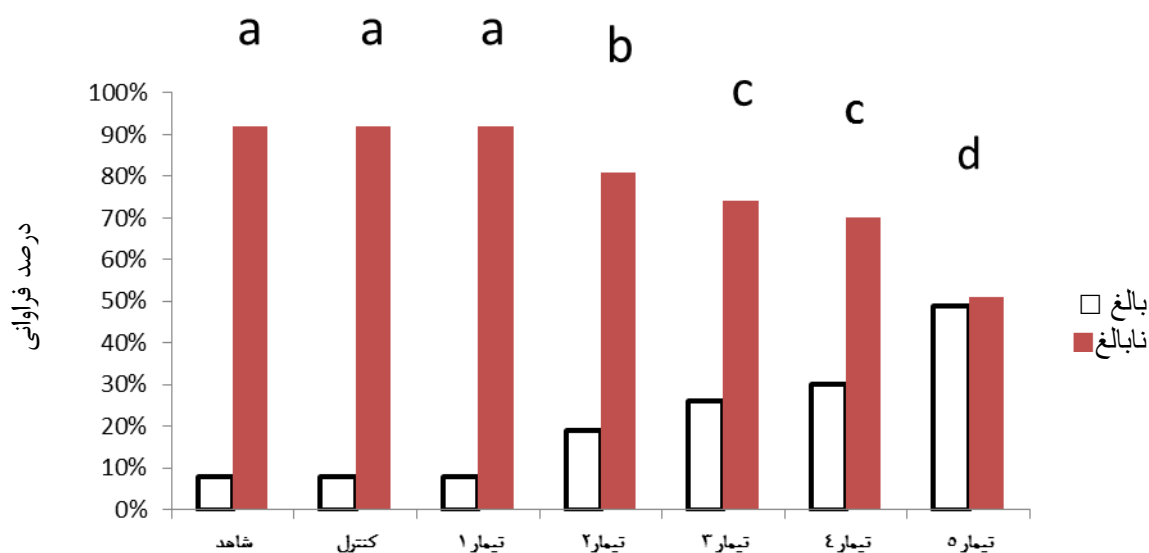 a a a b c c d
100%
90%
80%
70%
60%
50%
40%
30%
20%
10%
0%
درصد فراوانی
شاهد کنترل تیمار۱ تیمار۲ تیمار۳ تیمار٤ تیمار٥
بالغ
نابالغ